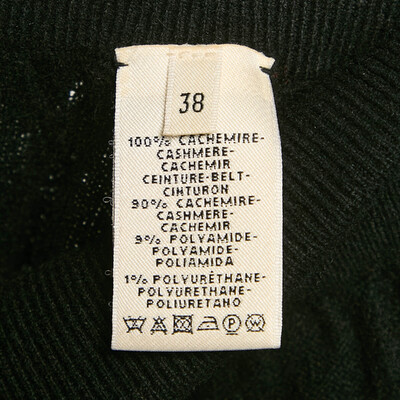 38
100% CACHEMIRE-
CASHMERE-
CACHEMIR
CEINTURE-BELT-
CINTURON
90% CACHEMIRE-
CASHMERE-
CACHEMIR
9% POLYAMIDE-
POLYAMIDE-
POLIAMIDA
1% POLYURÉTHANE-
POLYURETHANE-
POLIURETANO